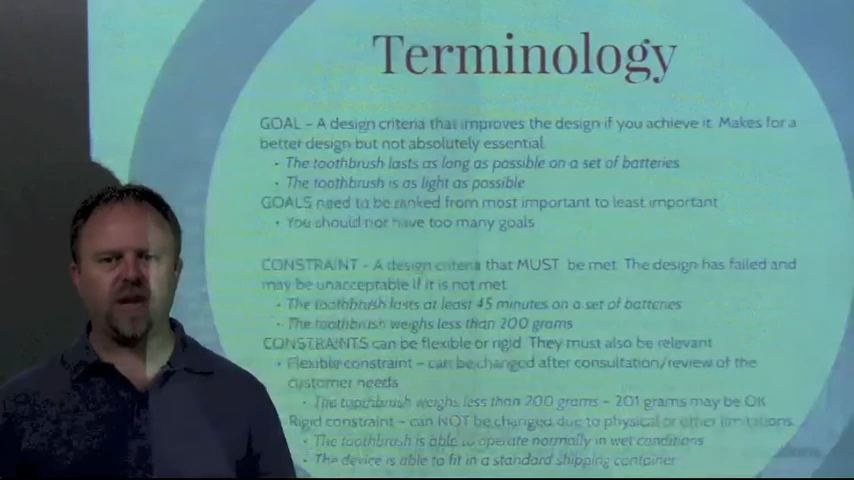 Terminology
GOAL – A design criteria that improves the design if you achieve it. Makes for a
better design but not absolutely essential.
• The toothbrush lasts as long as possible on a set of batteries
• The toothbrush is as light as possible
GOALS need to be ranked from most important to least important
• You should not have too many goals
CONSTRAINT – A design criteria that MUST be met. The design has failed and
may be unacceptable if it is not met.
• The toothbrush lasts at least 45 minutes on a set of batteries
• The toothbrush weighs less than 200 grams
CONSTRAINTS can be flexible or rigid. They must also be relevant
• Flexible constraint – can be changed after consultation/review of the
customer needs
• The toothbrush weighs less than 200 grams – 201 grams may be OK
Rigid constraint – can NOT be changed due to physical or other limitations.
• The toothbrush is able to operate normally in wet conditions
• The device is able to fit in a standard shipping container